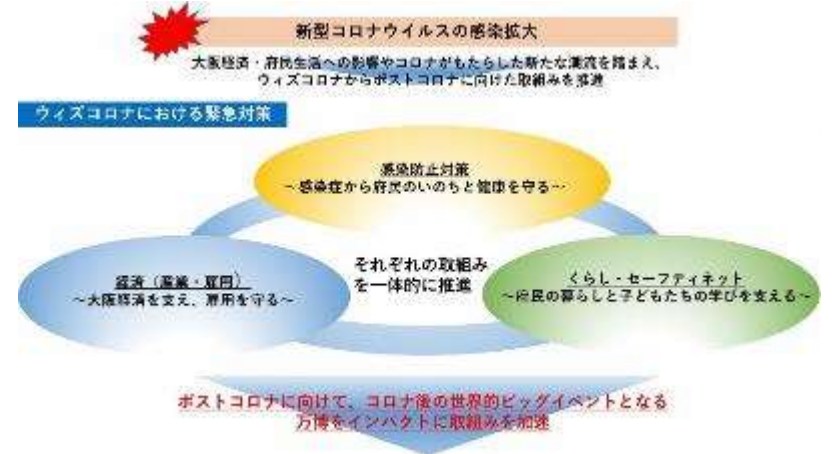 新型コロナウイルスの感染拡大
大阪経済・府民生活への影響やコロナがもたらした新たな潮流を踏まえ、
ウィズコロナからポストコロナに向けた取組みを推進
ウィズコロナにおける緊急対策
感染防止対策
～感染症から府民のいのちと健康を守る～
経済（産業・雇用）
～大阪経済を支え、雇用を守る～
それぞれの取組み
を一体的に推進
くらし・セーフティネット
～府民の暮らしと子どもたちの学びを支える～
ポストコロナに向けて、コロナ後の世界的ビッグイベントとなる
万博をインパクトに取組みを加速